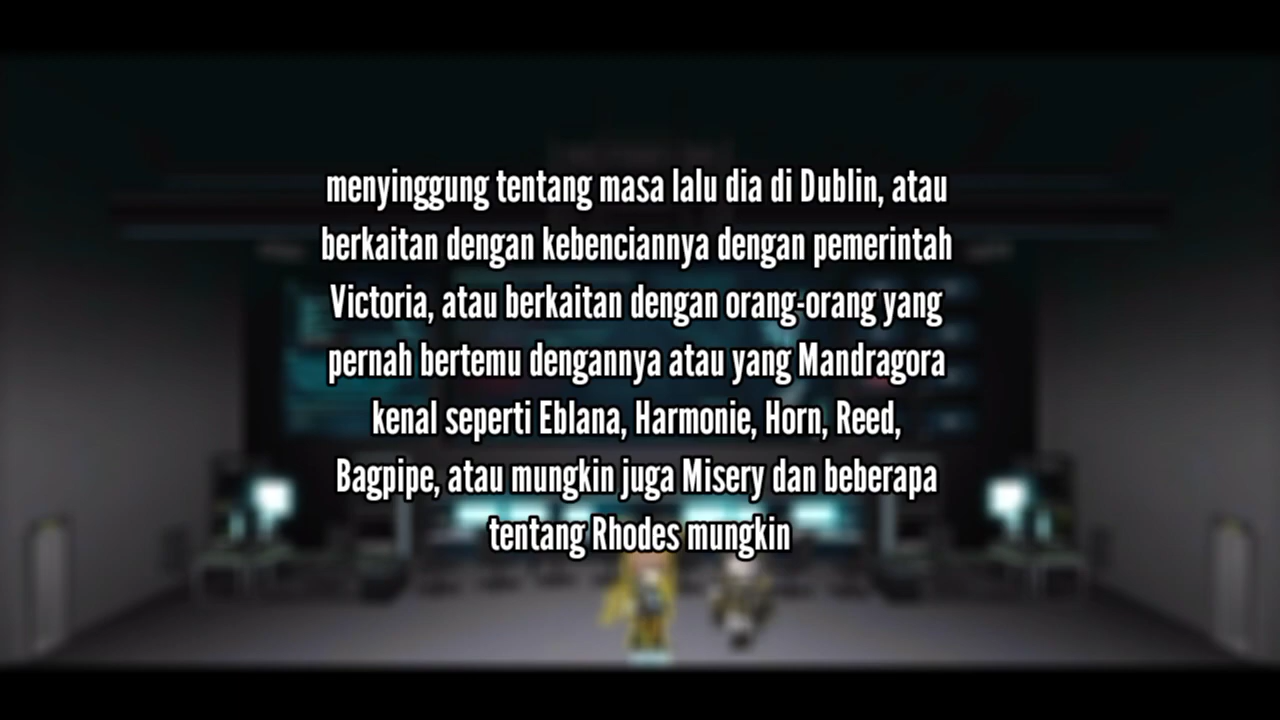 menyinggung tentang masa lalu dia di Dublin, atau
berkaitan dengan kebenciannya dengan pemerintah
Victoria, atau berkaitan dengan orang-orang yang
pernah bertemu dengannya atau yang Mandragora
kenal seperti Eblana, Harmonie, Horn, Reed,
Bagpipe, atau mungkin juga Misery dan beberapa
tentang Rhodes mungkin